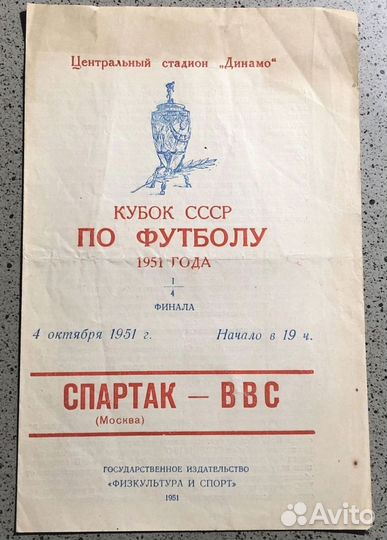 Центральный стадион „Динамо“
КУБОК СССР
ПО ФУТБОЛУ
1951 ГОДА
1
4
ФИНАЛА
4 октября 1951 г. Начало в 19 ч.
СПАРТАК — ВВС
(Москва)
ГОСУДАРСТВЕННОЕ ИЗДАТЕЛЬСТВО
«ФИЗКУЛЬТУРА И СПОРТ»
1951
Avito